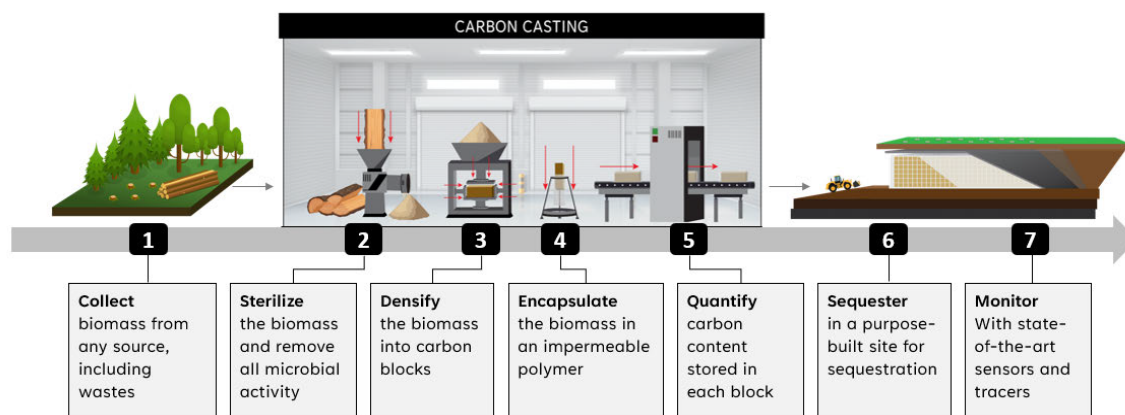 CARBON CASTING
1
2
3
4
5
6
7
Collect
biomass from
any source,
including
wastes
Sterilize
the biomass
and remove
all microbial
activity
Densify
the biomass
into carbon
blocks
Encapsulate
the biomass in
an impermeable
polymer
Quantify
carbon
content
stored in
each block
Sequester
in a purpose-
built site for
sequestration
Monitor
With state-
of-the-art
sensors and
tracers